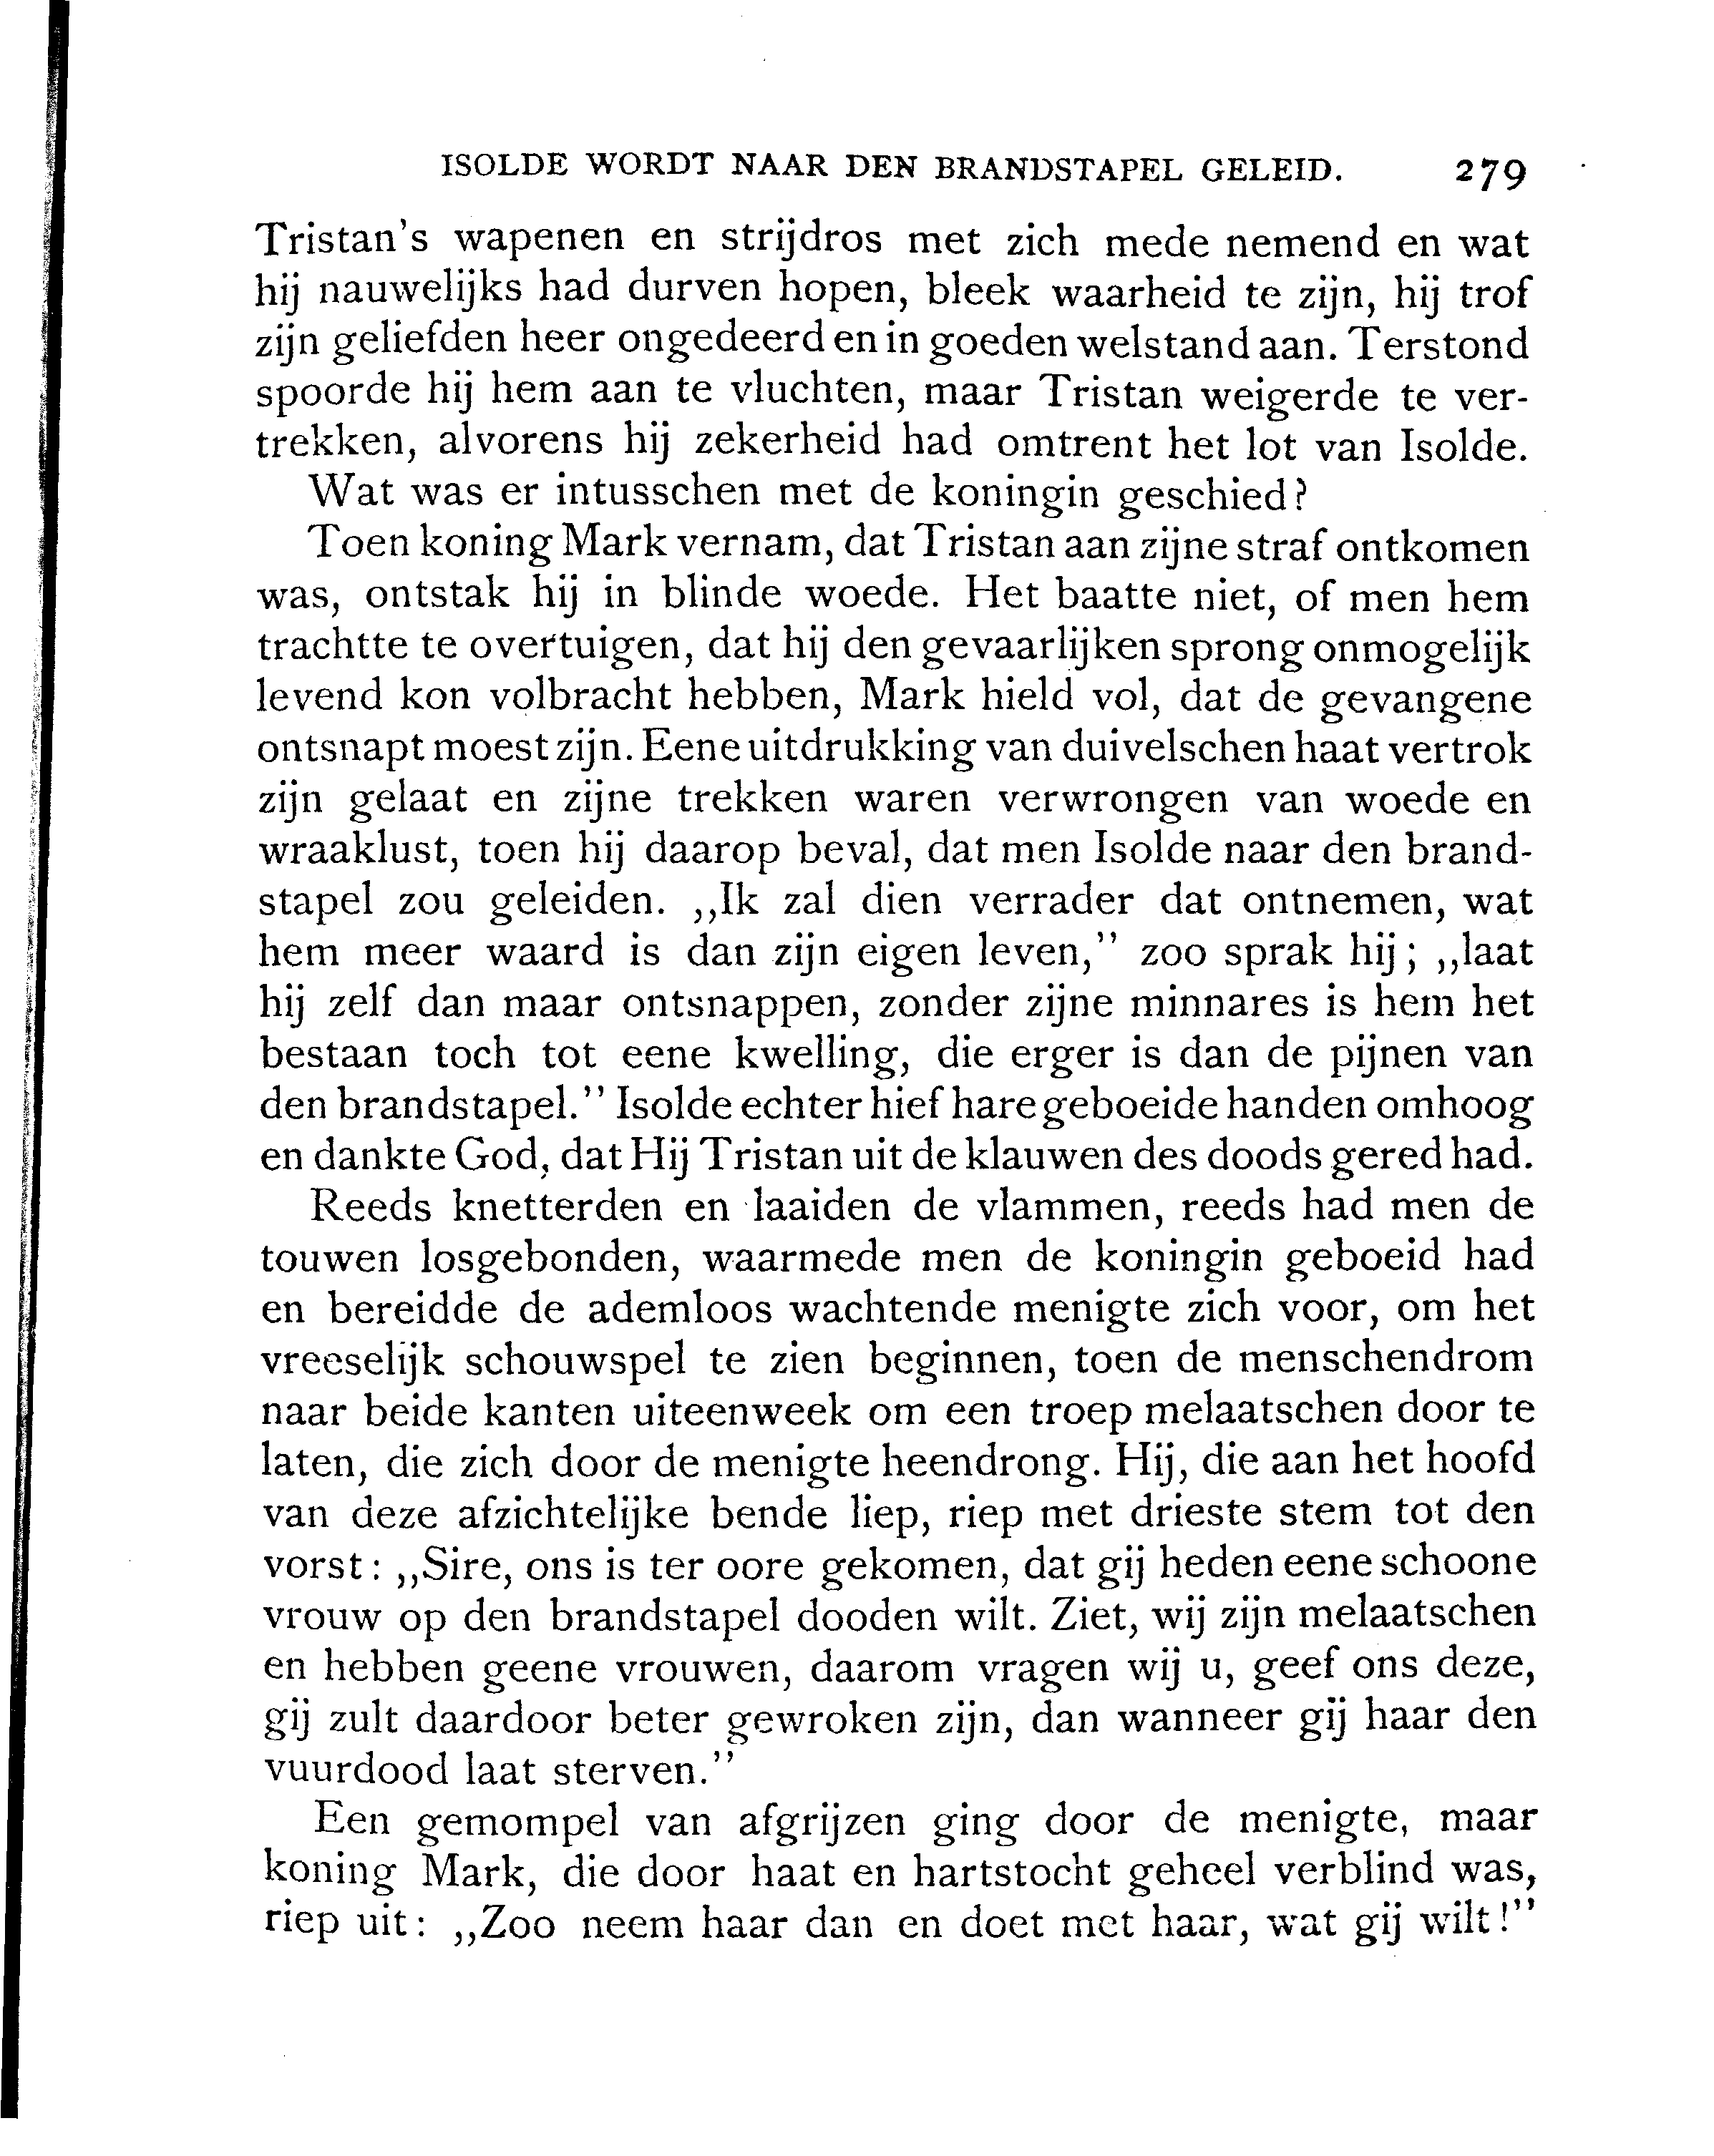 ISOLDE WORDT NAAR DEN BRANDSTAPEL GELEID. 279
Tristan's wapenen en strijdros met zich mede nemend en wat
hij nauwelijks had durven hopen, bleek waarheid te zijn, hij trof
zijn geliefden heer ongedeerd en in goeden welstand aan. Terstond
spoorde hij hem aan te vluchten, maar Tristan weigerde te ver-
trekken, alvorens hij zekerheid had omtrent het lot van Isolde.
Wat was er intusschen met de koningin geschied?
Toen koning Mark vernam, dat Tristan aan zijne straf ontkomen
was, ontstak hij in blinde woede. Het baatte niet, of men hem
trachtte te overtuigen, dat hij den gevaarlijken sprong onmogelijk
levend kon volbracht hebben, Mark hield vol, dat de gevangene
ontsnapt moest zijn. Eene uitdrukking van duivelschen haat vertrok
zijn gelaat en zijne trekken waren verwrongen van woede en
wraaklust, toen hij daarop beval, dat men Isolde naar den brand-
stapel zou geleiden. „Ik zal dien verrader dat ontnemen, wat
hem meer waard is dan zijn eigen leven,” zoo sprak hij; „laat
hij zelf dan maar ontsnappen, zonder zijne minnares is hem het
bestaan toch tot eene kwelling, die erger is dan de pijnen van
den brandstapel.” Isolde echter hief hare geboeide handen omhoog
en dankte God, dat Hij Tristan uit de klauwen des doods gered had.
Reeds knetterden en laaiden de vlammen, reeds had men de
touwen losgebonden, waarmede men de koningin geboeid had
en bereidde de ademloos wachtende menigte zich voor, om het
vreeselijk schouwspel te zien beginnen, toen de menschendrom
naar beide kanten uiteenweek om een troep melaatschen door te
laten, die zich door de menigte heendrong. Hij, die aan het hoofd
van deze afzichtelijke bende liep, riep met drieste stem tot den
vorst: „Sire, ons is ter oore gekomen, dat gij heden eene schoone
vrouw op den brandstapel dooden wilt. Ziet, wij zijn melaatschen
en hebben geene vrouwen, daarom vragen wij u, geef ons deze,
gij zult daardoor beter gewroken zijn, dan wanneer gij haar den
vuurdood laat sterven.”
Een gemompel van afgrijzen ging door de menigte, maar
koning Mark, die door haat en hartstocht geheel verblind was,
riep uit: „Zoo neem haar dan en doet met haar, wat gij wilt!”